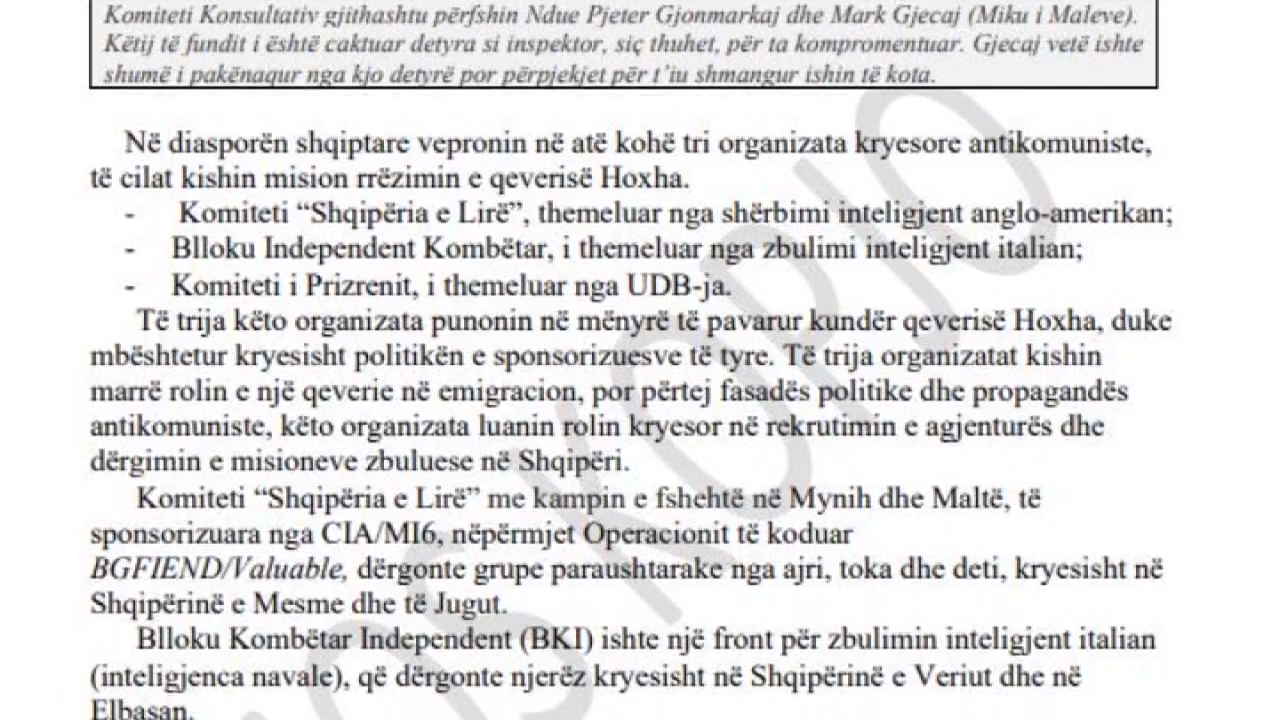 Komiteti Konsultativ gjithashtu përfshin Ndue Pjeter Gjonmarkaj dhe Mark Gjecaj (Miku i Maleve).
Këtij të fundit i është caktuar detyra si inspektor, siç thuhet, për ta kompromentuar. Gjecaj vetë ishte
shumë i pakënaqur nga kjo detyrë por përpjekjet për t'iu shmangur ishin të kota.
Në diasporën shqiptare vepronin në atë kohë tri organizata kryesore antikomuniste,
të cilat kishin mision rrëzimin e qeverisë Hoxha.
- Komiteti “Shqipëria e Lirë”, themeluar nga shërbimi inteligjent anglo-amerikan;
- Blloku Independent Kombëtar, i themeluar nga zbulimi inteligjent italian;
- Komiteti i Prizrenit, i themeluar nga UDB-ja.
Të trija këto organizata punonin në mënyrë të pavarur kundër qeverisë Hoxha, duke
mbështetur kryesisht politikën e sponsorizuesve të tyre. Të trija organizatat kishin
marrë rolin e një qeverie në emigracion, por përtej fasadës politike dhe propagandës
antikomuniste, këto organizata luanin rolin kryesor në rekrutimin e agjenturës dhe
dërgimin e misioneve zbuluese në Shqipëri.
Komiteti “Shqipëria e Lirë” me kampin e fshehtë në Mynih dhe Maltë, të
sponsorizuara nga CIA/MI6, nëpërmjet Operacionit të koduar
BGFIEND/Valuable, dërgonte grupe paraushtarake nga ajri, toka dhe deti, kryesisht në
Shqipërinë e Mesme dhe të Jugut.
Blloku Kombëtar Independent (BKI) ishte një front për zbulimin inteligjent italian
(inteligjenca navale), që dërgonte njerëz kryesisht në Shqipërinë e Veriut dhe në
Elbasan.
KOPJO